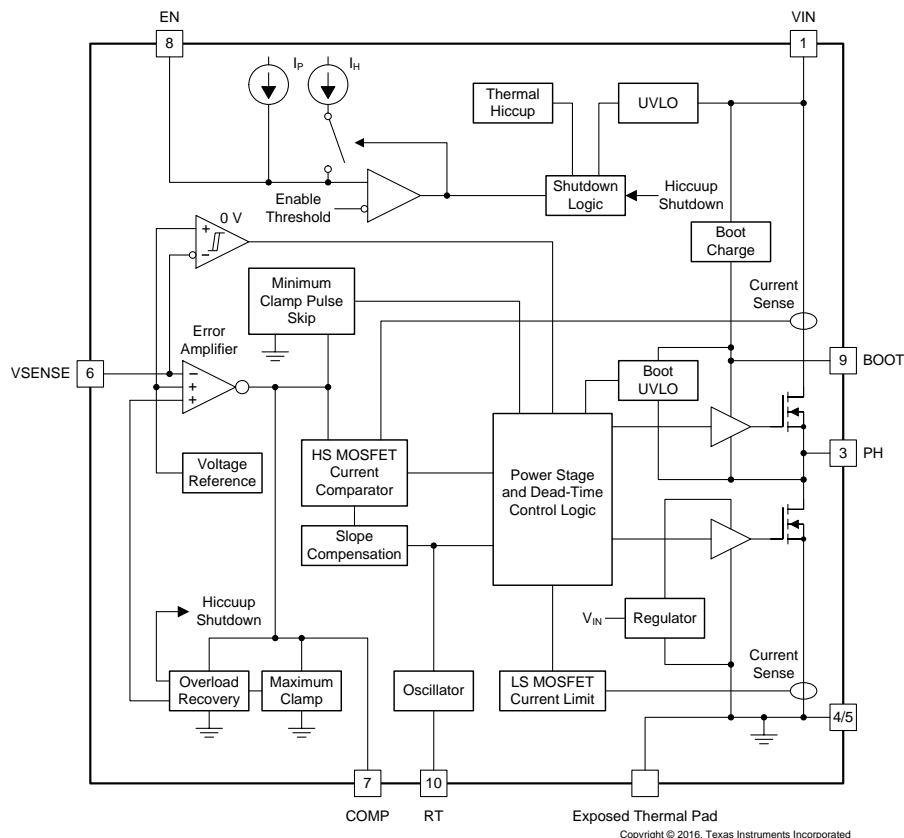 EN
VIN
8
1
IP
IH
Thermal
Hiccup
UVLO
Enable
Threshold
Shutdown
Logic
Hiccuup
Shutdown
0 V
+
−
Boot
Charge
Minimum
Clamp Pulse
Skip
Current
Sense
Error
Amplifier
VSENSE
6
−
+
+
9
BOOT
Boot
UVLO
Voltage
Reference
HS MOSFET
Current
Comparator
Power Stage
and Dead-Time
Control Logic
3
PH
Slope
Compensation
Hiccuup
Shutdown
VIN
Regulator
Overload
Recovery
Maximum
Clamp
Oscillator
LS MOSFET
Current Limit
Current
Sense
4/5
7
10
COMP
RT
Exposed Thermal Pad
Copyright © 2016, Texas Instruments Incorporated